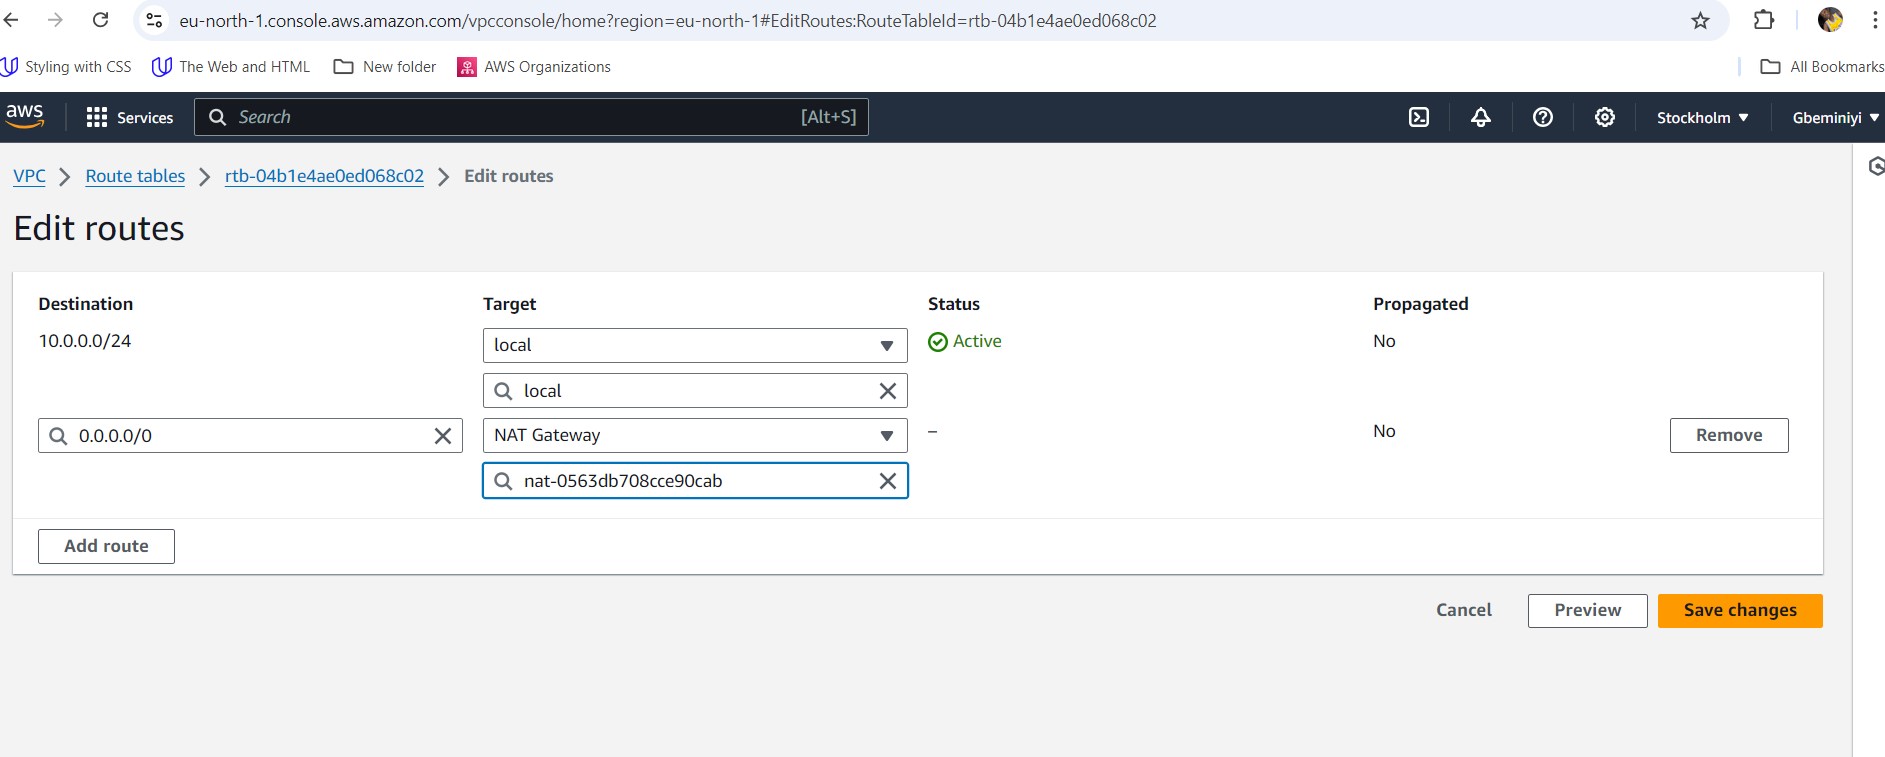 eu-north-1.console.aws.amazon.com/vpcconsole/home?region=eu-north-1#EditRoutes:RouteTableId=rtb-04b1e4ae0ed068c02
Styling with CSS The Web and HTML New folder AWS Organizations All Bookmarks
aws Services Search [Alt+S] Stockholm Gbeminiyi
VPC Route tables rtb-04b1e4ae0ed068c02 Edit routes
Edit routes
Destination Target Status Propagated
10.0.0.0/24 local Active No
local
0.0.0.0/0 NAT Gateway – No Remove
nat-0563db708cce90cab
Add route
Cancel Preview Save changes